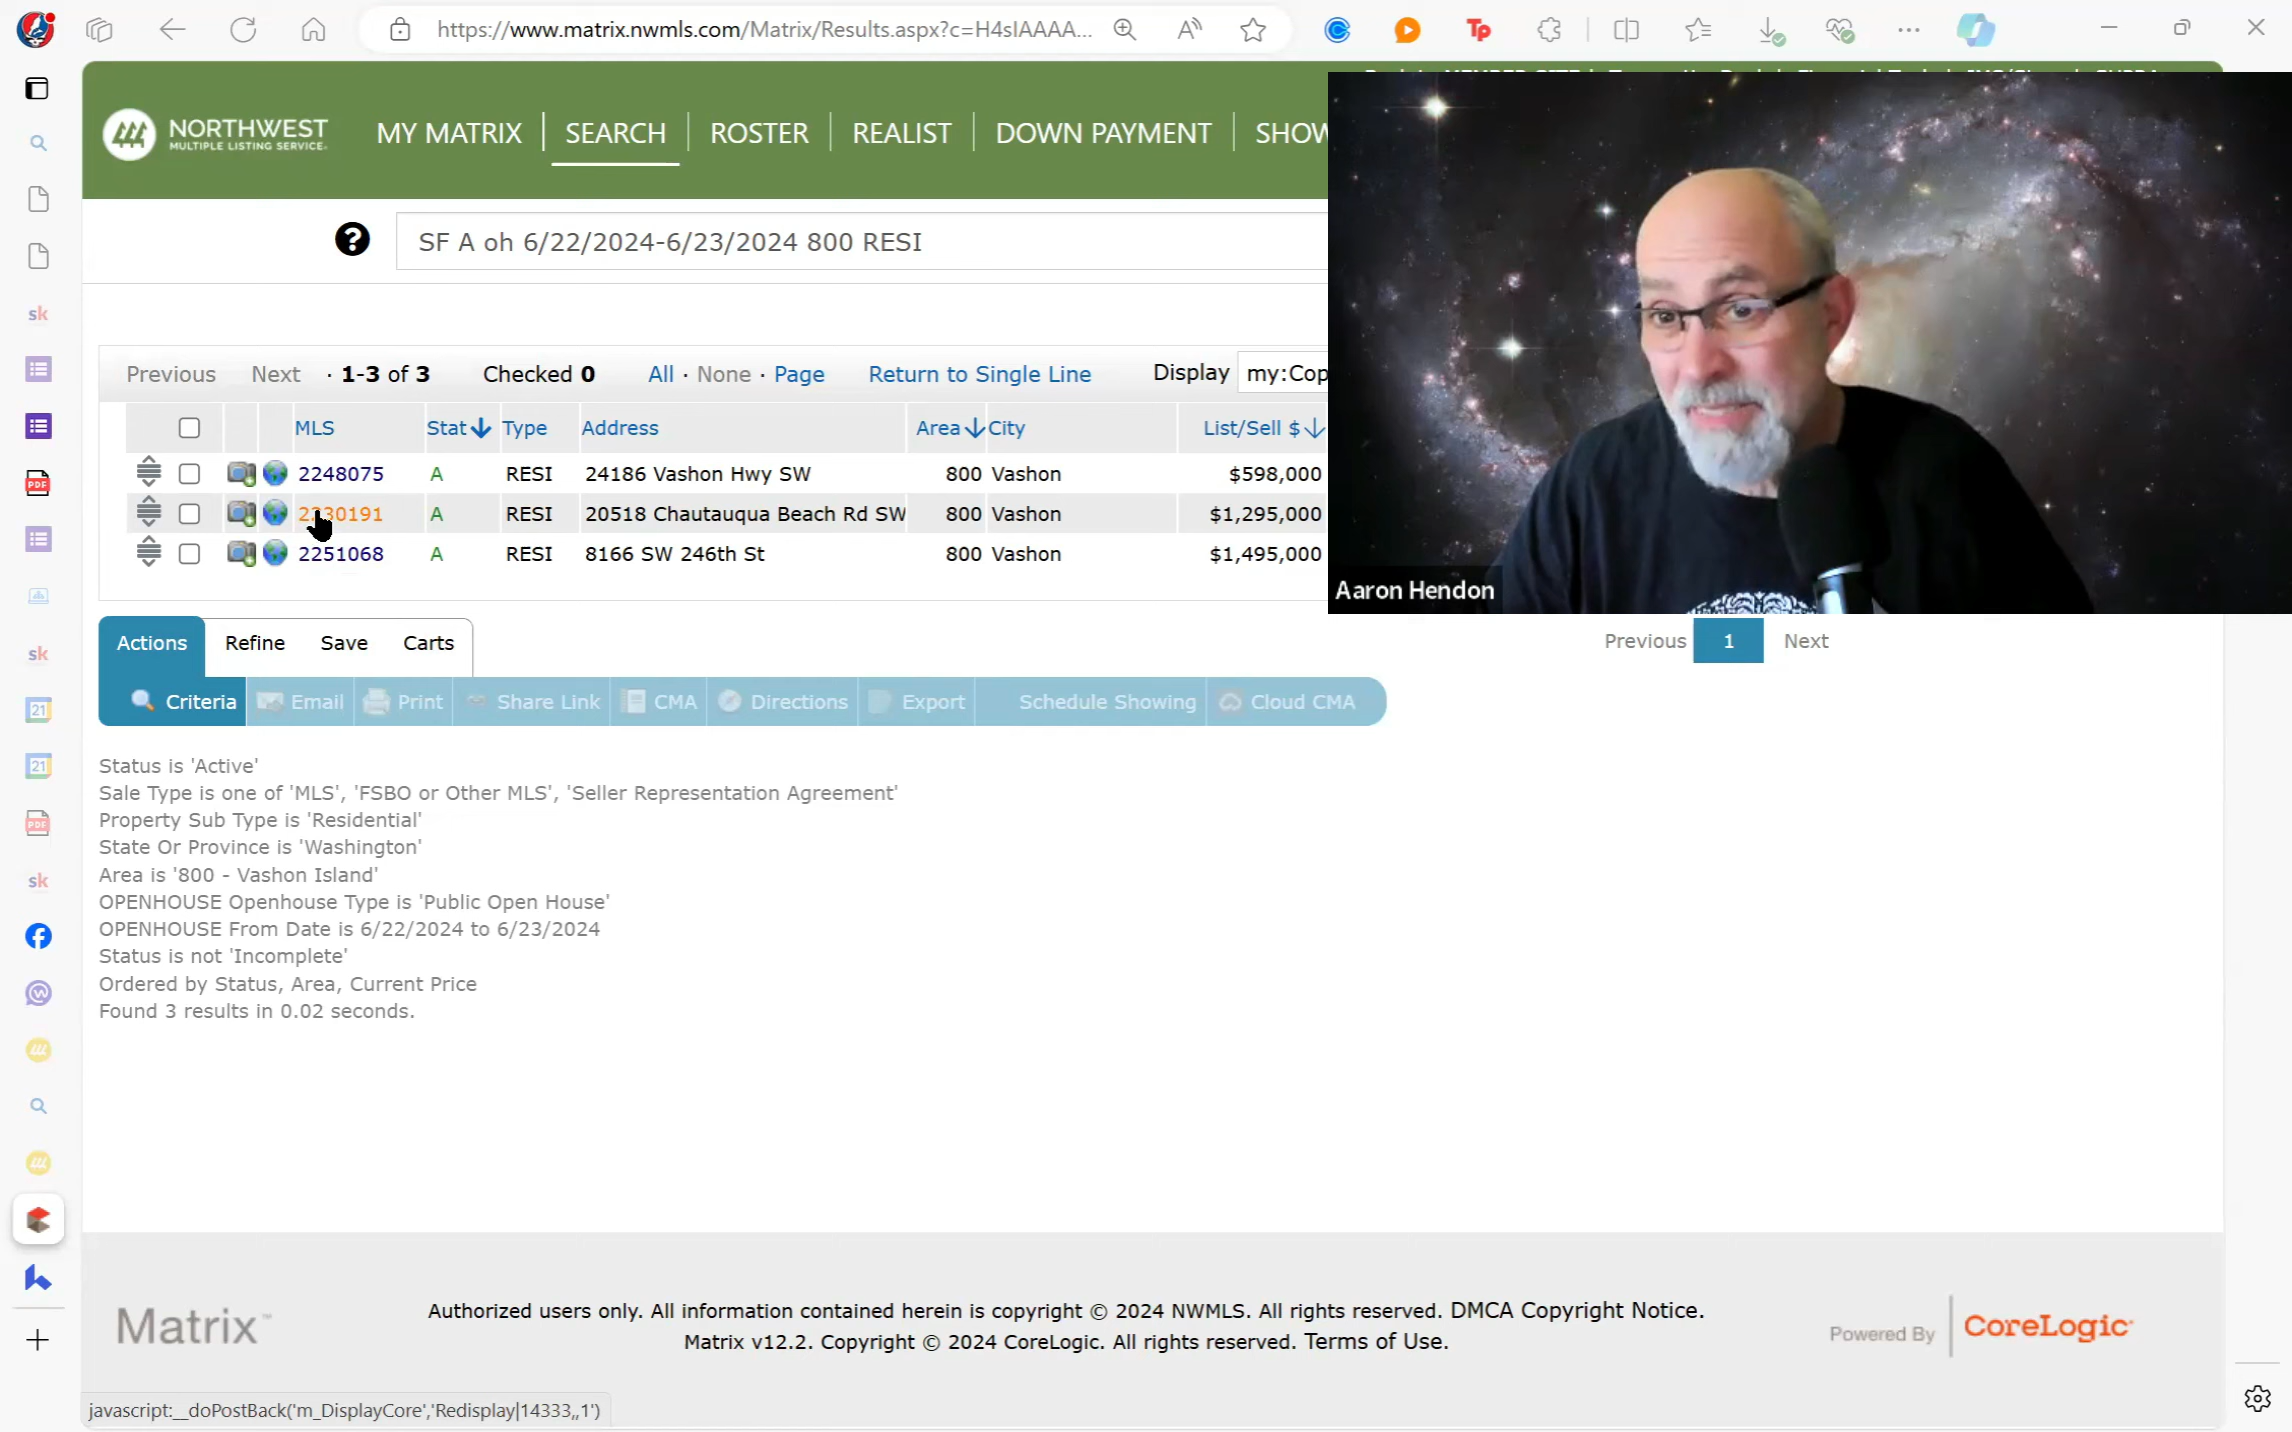 https://www.matrix.nwmls.com/Matrix/Results.aspx?c=H4sIAAAA...
NORTHWEST
MULTIPLE LISTING SERVICE
MY MATRIX
SEARCH
ROSTER
REALIST
DOWN PAYMENT
SHOW
SF A oh 6/22/2024-6/23/2024 800 RESI
Previous Next · 1-3 of 3 Checked 0 All · None · Page Return to Single Line Display my:Cop
MLS Stat Type Address Area City List/Sell $
2248075 A RESI 24186 Vashon Hwy SW 800 Vashon $598,000
2230191 A RESI 20518 Chautauqua Beach Rd SW 800 Vashon $1,295,000
2251068 A RESI 8166 SW 246th St 800 Vashon $1,495,000
Aaron Hendon
Actions Refine Save Carts
Previous 1 Next
Criteria Email Print Share Link CMA Directions Export Schedule Showing Cloud CMA
Status is 'Active'
Sale Type is one of 'MLS', 'FSBO or Other MLS', 'Seller Representation Agreement'
Property Sub Type is 'Residential'
State Or Province is 'Washington'
Area is '800 - Vashon Island'
OPENHOUSE Openhouse Type is 'Public Open House'
OPENHOUSE From Date is 6/22/2024 to 6/23/2024
Status is not 'Incomplete'
Ordered by Status, Area, Current Price
Found 3 results in 0.02 seconds.
Matrix™
Authorized users only. All information contained herein is copyright © 2024 NWMLS. All rights reserved. DMCA Copyright Notice.
Matrix v12.2. Copyright © 2024 CoreLogic. All rights reserved. Terms of Use.
Powered By CoreLogic
javascript:__doPostBack('m_DisplayCore','Redisplay|14333,,1')
sk
PDF
sk
21
21
PDF
sk
Tp